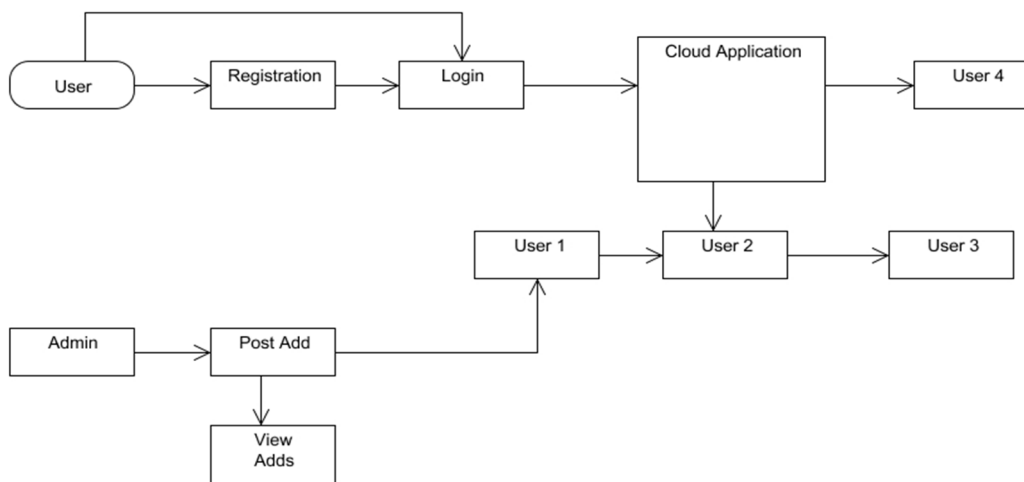 Cloud Application
User
Registration
Login
User 4
User 1
User 2
User 3
Admin
Post Add
View
Adds